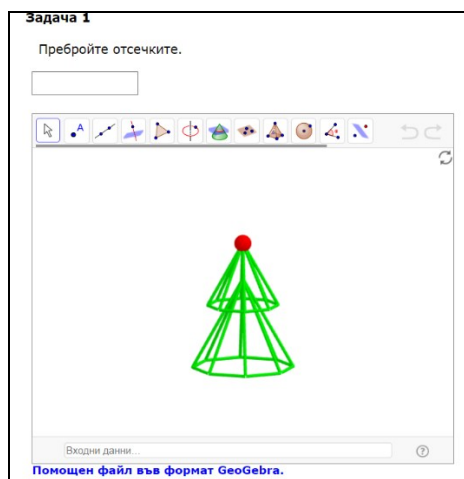 Задача 1
Пребройте отсечките.
A
Входни данни...
Помощен файл във формат GeoGebra.